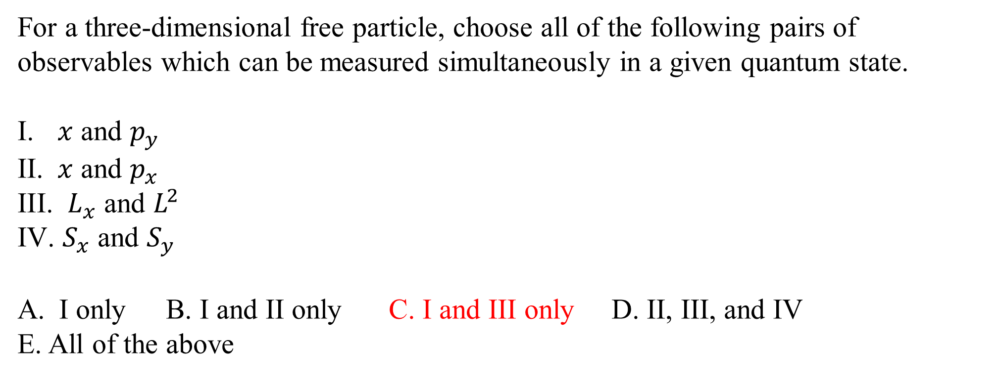 For a three-dimensional free particle, choose all of the following pairs of
observables which can be measured simultaneously in a given quantum state.
I. x and p_y
II. x and p_x
III. L_x and L²
IV. S_x and S_y
A. I only B. I and II only C. I and III only D. II, III, and IV
E. All of the above